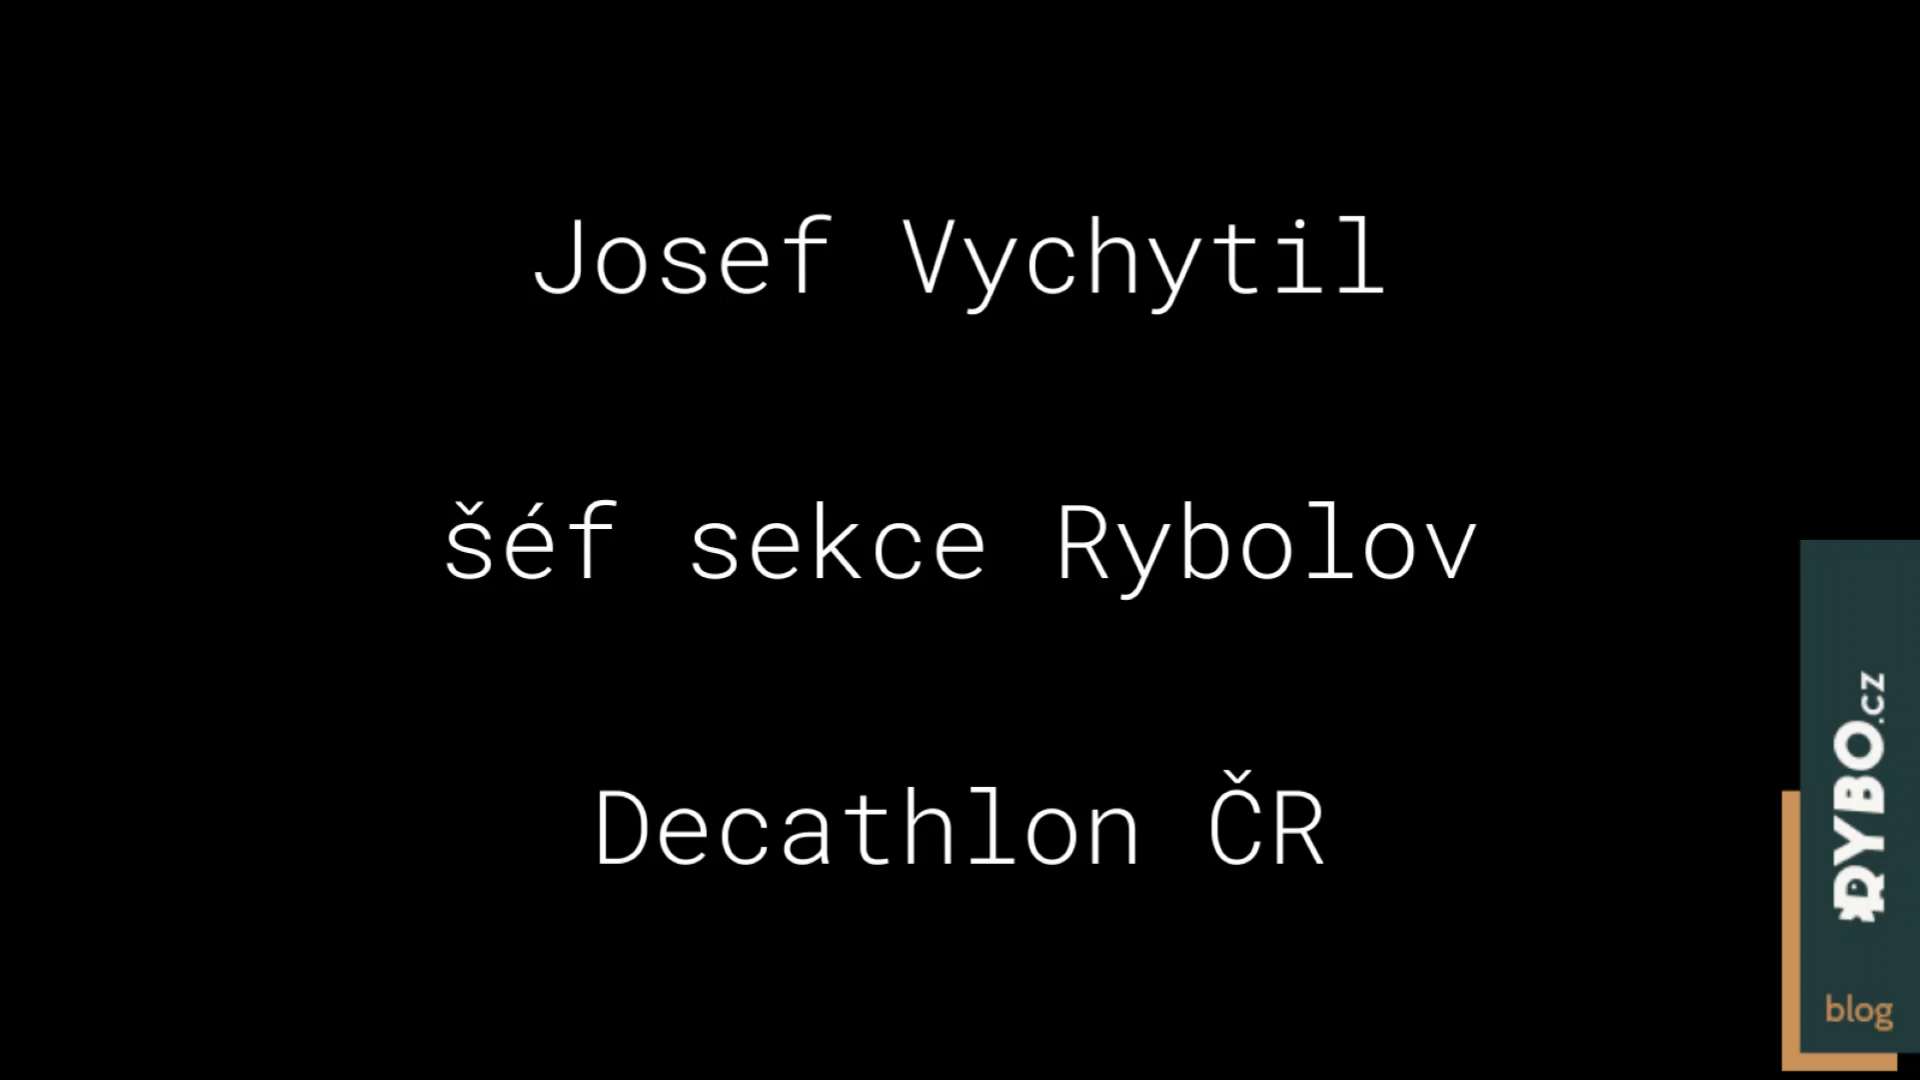 Josef Vychytil
šéf sekce Rybolov
Decathlon ČR
RYBO.cz
blog